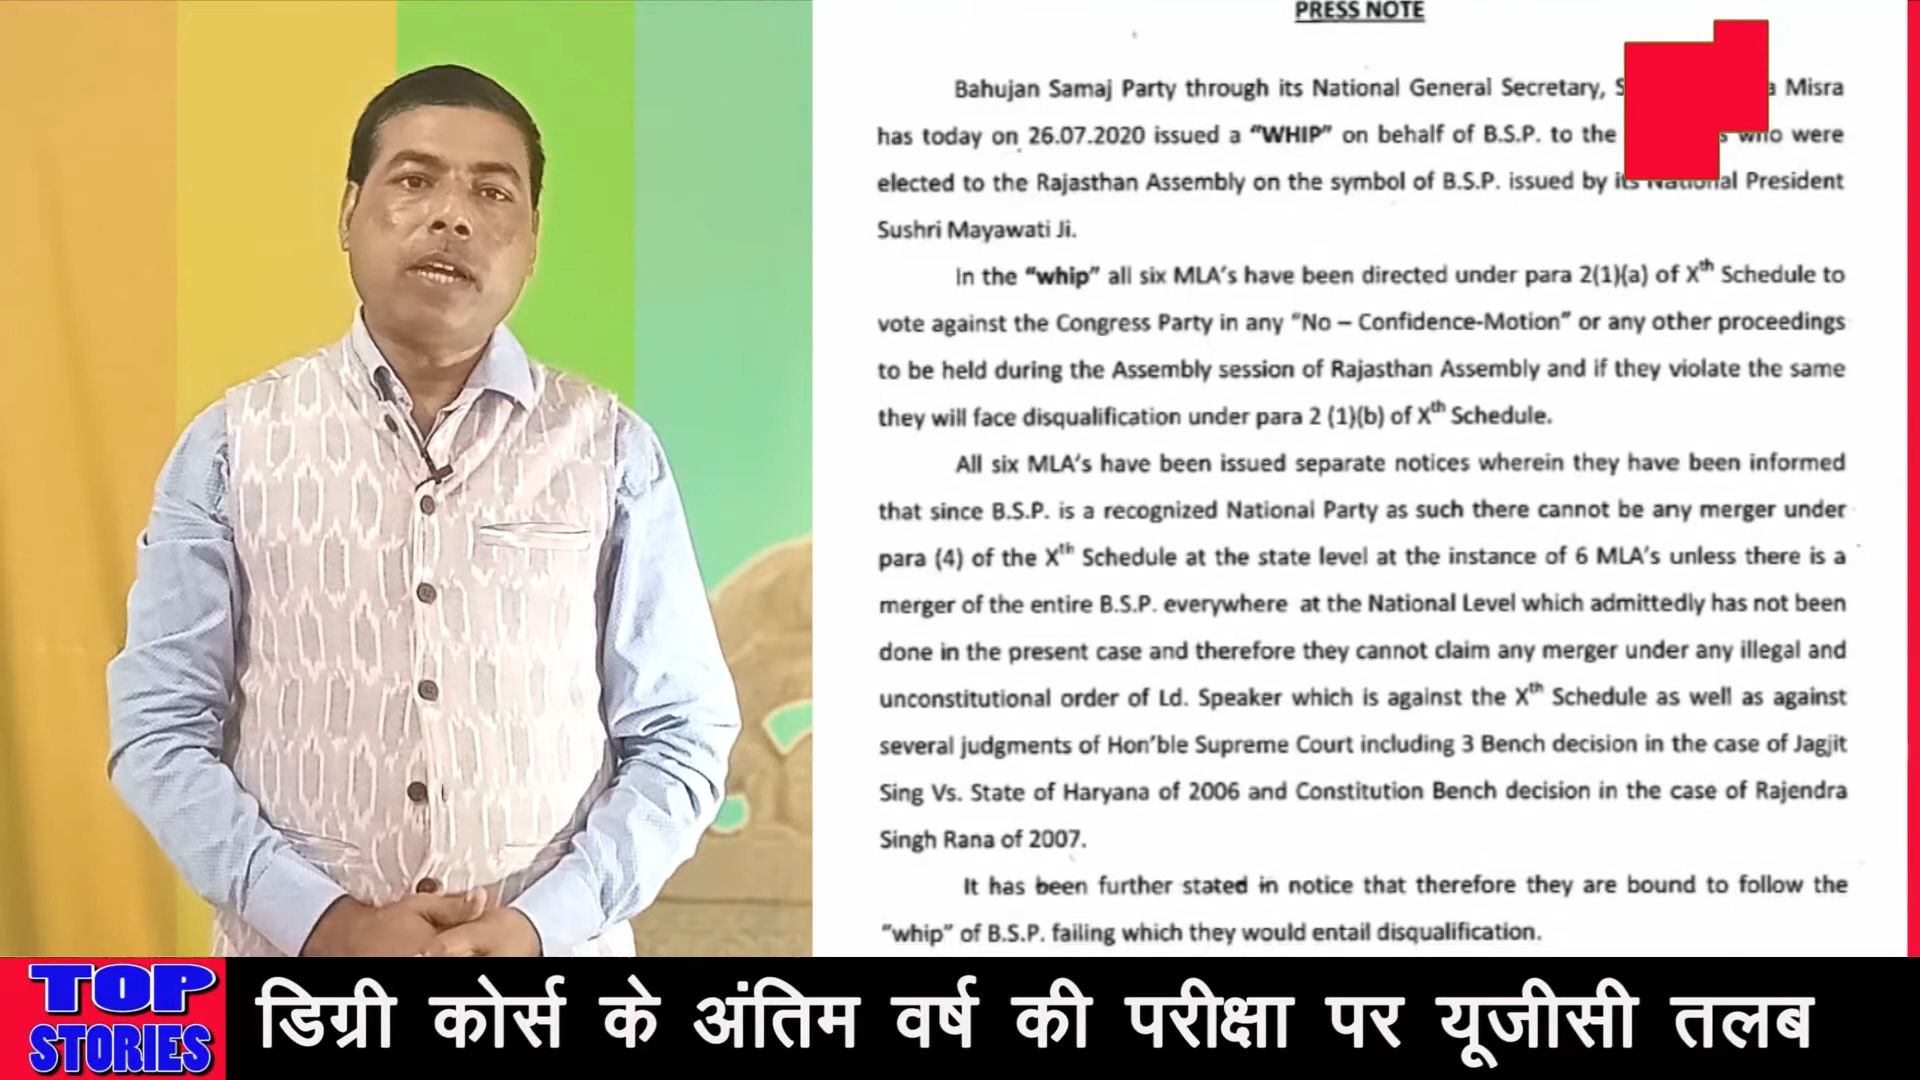 PRESS NOTE
Bahujan Samaj Party through its National General Secretary, Misra
has today on 26.07.2020 issued a “WHIP” on behalf of B.S.P. to the who were
elected to the Rajasthan Assembly on the symbol of B.S.P. issued by its National President
Sushri Mayawati Ji.
In the “whip” all six MLA’s have been directed under para 2(1)(a) of Xth Schedule to
vote against the Congress Party in any “No – Confidence-Motion” or any other proceedings
to be held during the Assembly session of Rajasthan Assembly and if they violate the same
they will face disqualification under para 2 (1)(b) of Xth Schedule.
All six MLA’s have been issued separate notices wherein they have been informed
that since B.S.P. is a recognized National Party as such there cannot be any merger under
para (4) of the Xth Schedule at the state level at the instance of 6 MLA’s unless there is a
merger of the entire B.S.P. everywhere at the National Level which admittedly has not been
done in the present case and therefore they cannot claim any merger under any illegal and
unconstitutional order of Ld. Speaker which is against the Xth Schedule as well as against
several judgments of Hon’ble Supreme Court including 3 Bench decision in the case of Jagjit
Sing Vs. State of Haryana of 2006 and Constitution Bench decision in the case of Rajendra
Singh Rana of 2007.
It has been further stated in notice that therefore they are bound to follow the
“whip” of B.S.P. failing which they would entail disqualification.
TOP
STORIES
डिग्री कोर्स के अंतिम वर्ष की परीक्षा पर यूजीसी तलब